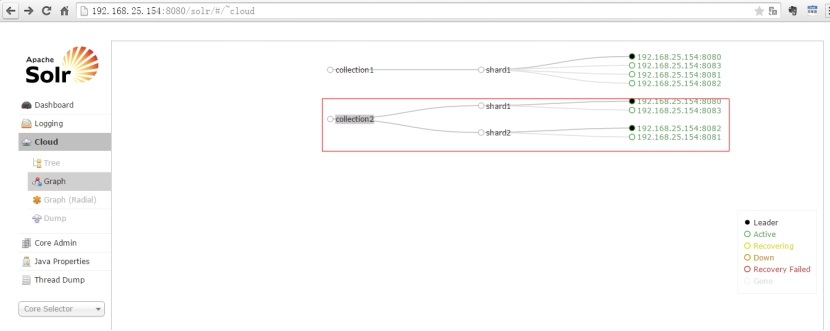 192.168.25.154:8080/solr/#/~cloud
Apache
Solr
Dashboard
Logging
Cloud
Tree
Graph
Graph (Radial)
Dump
Core Admin
Java Properties
Thread Dump
Core Selector
collection1
shard1
192.168.25.154:8080
192.168.25.154:8083
192.168.25.154:8081
192.168.25.154:8082
collection2
shard1
192.168.25.154:8080
192.168.25.154:8083
shard2
192.168.25.154:8082
192.168.25.154:8081
Leader
Active
Recovering
Down
Recovery Failed
Gone